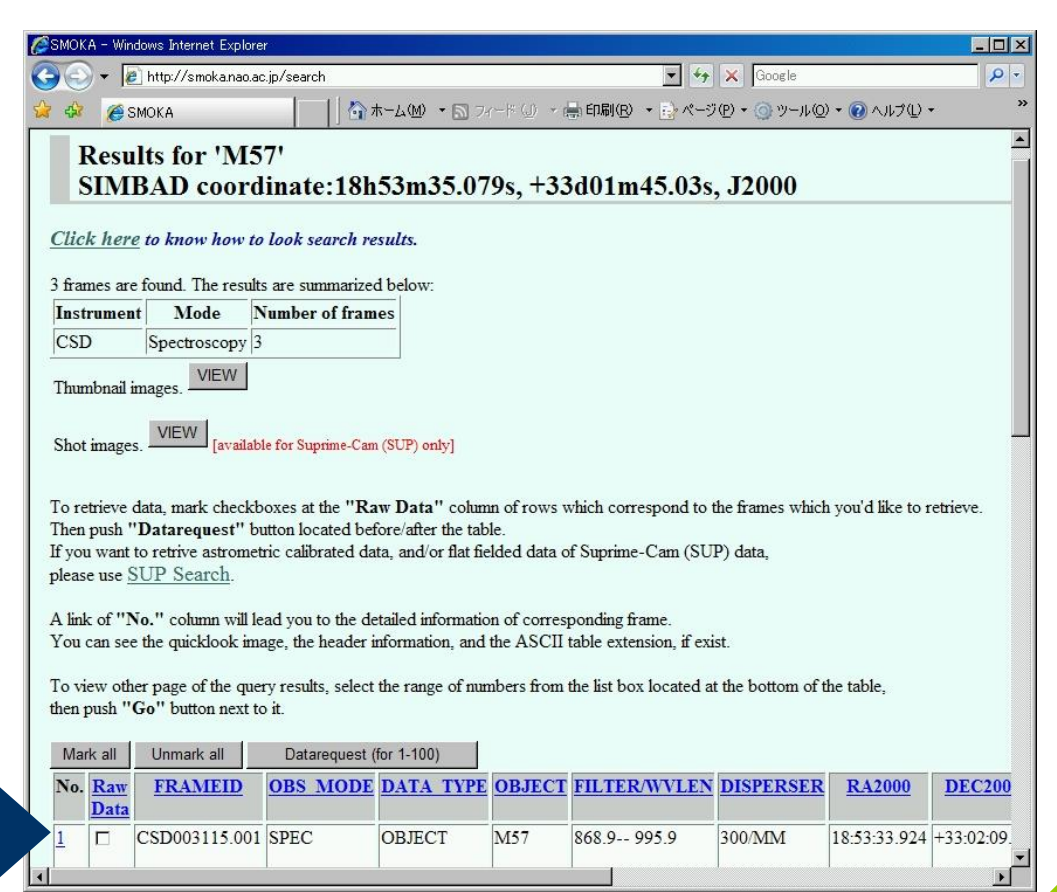 SMOKA - Windows Internet Explorer
http://smoka.nao.ac.jp/search
Google
SMOKA
ホーム(M) フィード(J) 印刷(R) ページ(P) ツール(O) ヘルプ(L) »
Results for 'M57'
SIMBAD coordinate:18h53m35.079s, +33d01m45.03s, J2000
Click here to know how to look search results.
3 frames are found. The results are summarized below:
Instrument Mode Number of frames
CSD Spectroscopy 3
Thumbnail images. VIEW
Shot images. VIEW [available for Suprime-Cam (SUP) only]
To retrieve data, mark checkboxes at the "Raw Data" column of rows which correspond to the frames which you'd like to retrieve.
Then push "Datarequest" button located before/after the table.
If you want to retrive astrometric calibrated data, and/or flat fielded data of Suprime-Cam (SUP) data,
please use SUP Search.
A link of "No." column will lead you to the detailed information of corresponding frame.
You can see the quicklook image, the header information, and the ASCII table extension, if exist.
To view other page of the query results, select the range of numbers from the list box located at the bottom of the table,
then push "Go" button next to it.
Mark all Unmark all Datarequest (for 1-100)
No. Raw Data FRAMEID OBS_MODE DATA_TYPE OBJECT FILTER/WVLEN DISPERSER RA2000 DEC200
1 CSD003115.001 SPEC OBJECT M57 868.9-- 995.9 300/MM 18:53:33.924 +33:02:09.